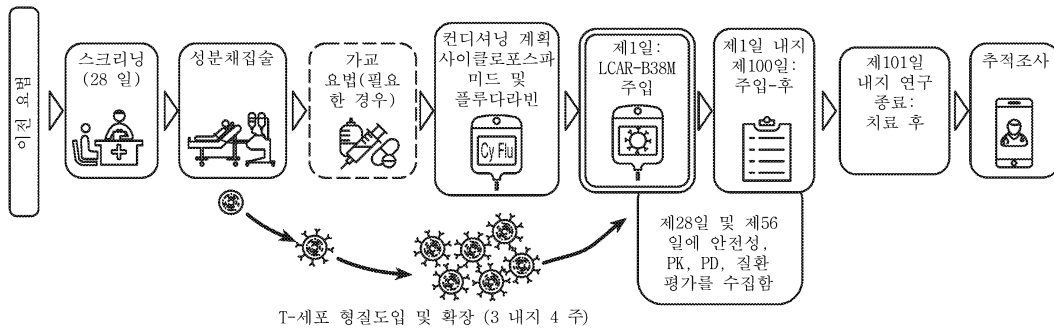 이전 요법
스크리닝
(28 일)
성분채집술
가교
요법(필요
한 경우)
컨디셔닝 계획
사이클로포스파
미드 및
플루다라빈
Cy Flu
제1일:
LCAR-B38M
주입
제1일 내지
제100일:
주입-후
제101일
내지 연구
종료:
치료 후
추적조사
제28일 및 제56
일에 안전성,
PK, PD, 질환
평가를 수집함
T-세포 형질도입 및 확장 (3 내지 4 주)